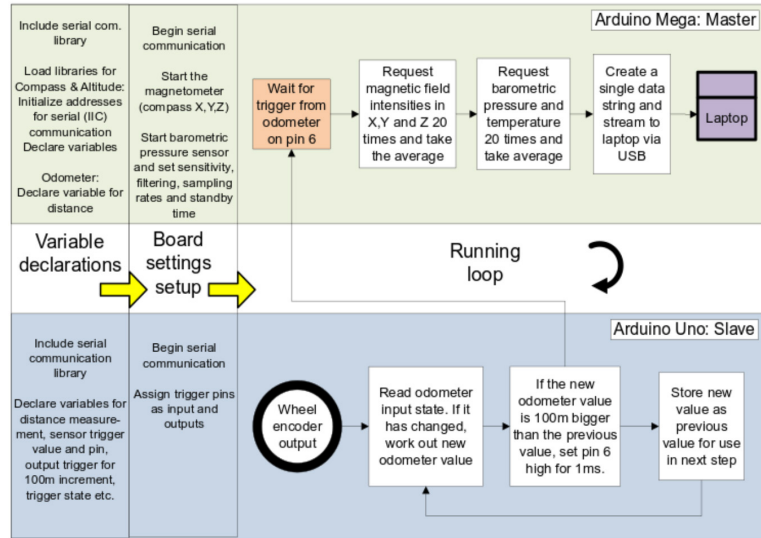 Include serial com.
library
Load libraries for
Compass & Altitude:
Initialize addresses
for serial (IIC)
communication
Declare variables
Odometer:
Declare variable for
distance
Begin serial
communication
Start the
magnetometer
(compass X,Y,Z)
Start barometric
pressure sensor
and set sensitivity,
filtering, sampling
rates and standby
time
Arduino Mega: Master
Wait for
trigger from
odometer
on pin 6
Request
magnetic field
intensities in
X,Y and Z 20
times and take
the average
Request
barometric
pressure and
temperature
20 times and
take average
Create a
single data
string and
stream to
laptop via
USB
Laptop
Variable
declarations
Board
settings
setup
Running
loop
Arduino Uno: Slave
Include serial
communication
library
Declare variables for
distance measure-
ment, sensor trigger
value and pin,
output trigger for
100m increment,
trigger state etc.
Begin serial
communication
Assign trigger pins
as input and
outputs
Wheel
encoder
output
Read odometer
input state. If it
has changed,
work out new
odometer value
If the new
odometer value
is 100m bigger
than the previous
value, set pin 6
high for 1ms.
Store new
value as
previous
value for use
in next step